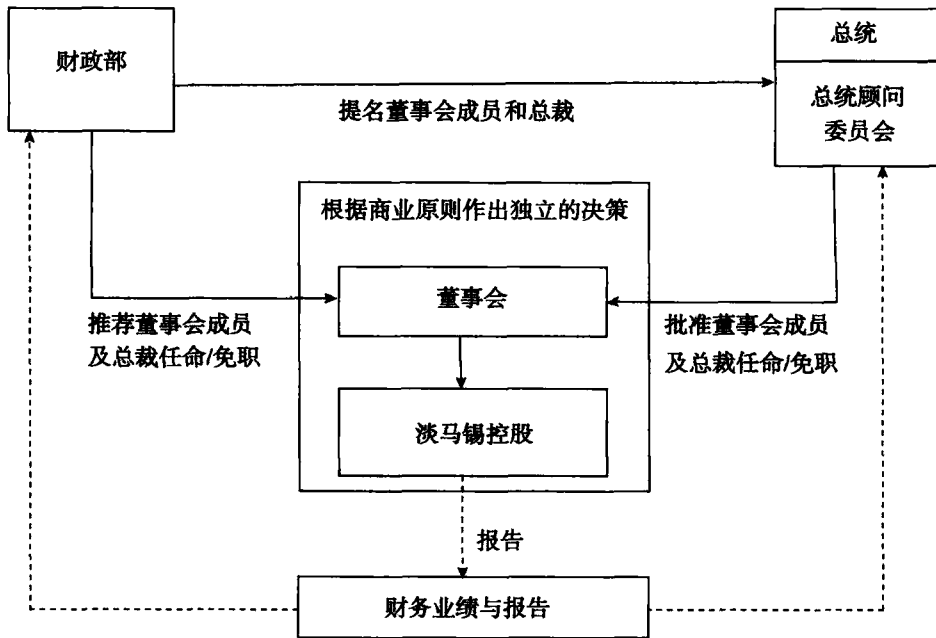 财政部
总统
总统顾问
委员会
提名董事会成员和总裁
根据商业原则作出独立的决策
董事会
推荐董事会成员
及总裁任命/免职
批准董事会成员
及总裁任命/免职
淡马锡控股
报告
财务业绩与报告